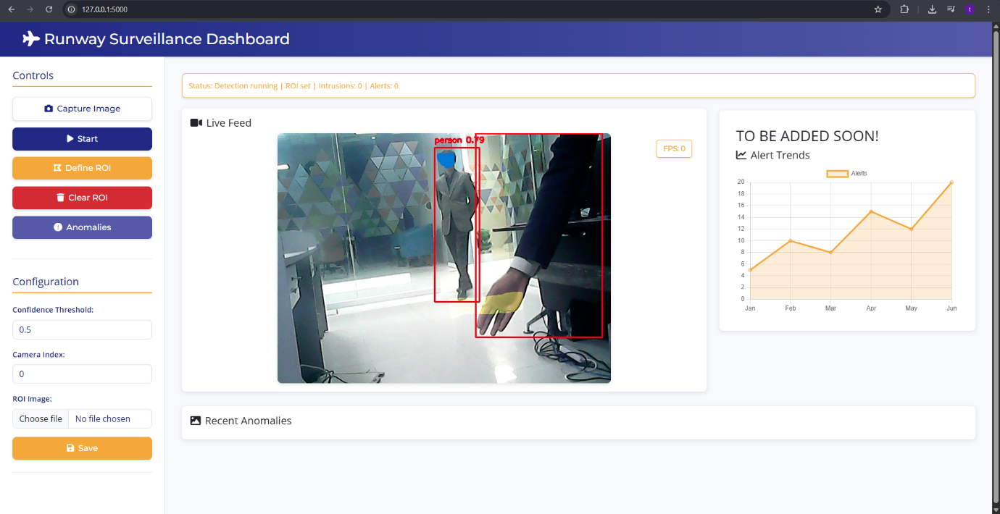 127.0.0.1:5000
t
Runway Surveillance Dashboard
Controls
Capture Image
Start
Define ROI
Clear ROI
Anomalies
Configuration
Confidence Threshold:
0.5
Camera Index:
0
ROI Image:
Choose file No file chosen
Save
Status: Detection running | ROI set | Intrusions: 0 | Alerts: 0
Live Feed
person 0.79
FPS: 0
TO BE ADDED SOON!
Alert Trends
Alerts
20
18
16
14
12
10
8
6
4
2
0
Jan Feb Mar Apr May Jun
Recent Anomalies